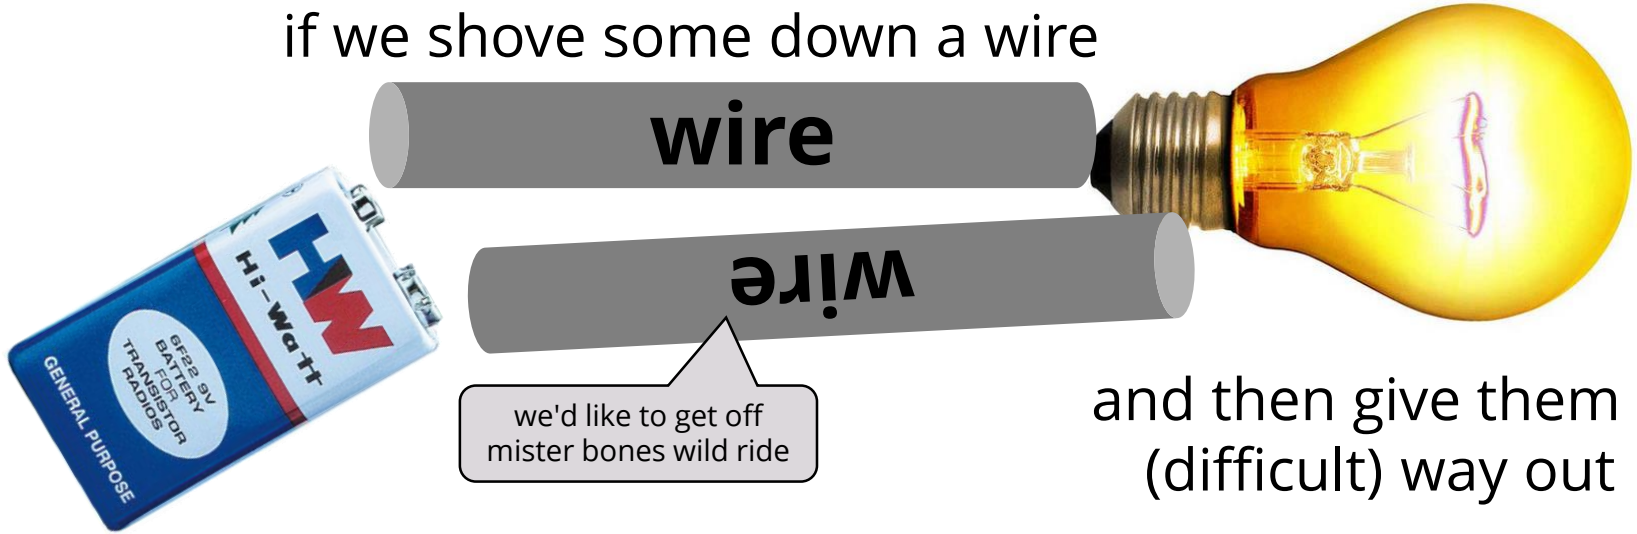 if we shove some down a wire
wire
wire
HW
Hi-Watt
6F22 9V
BATTERY
FOR
TRANSISTOR
RADIOS
GENERAL PURPOSE
we'd like to get off
mister bones wild ride
and then give them
(difficult) way out